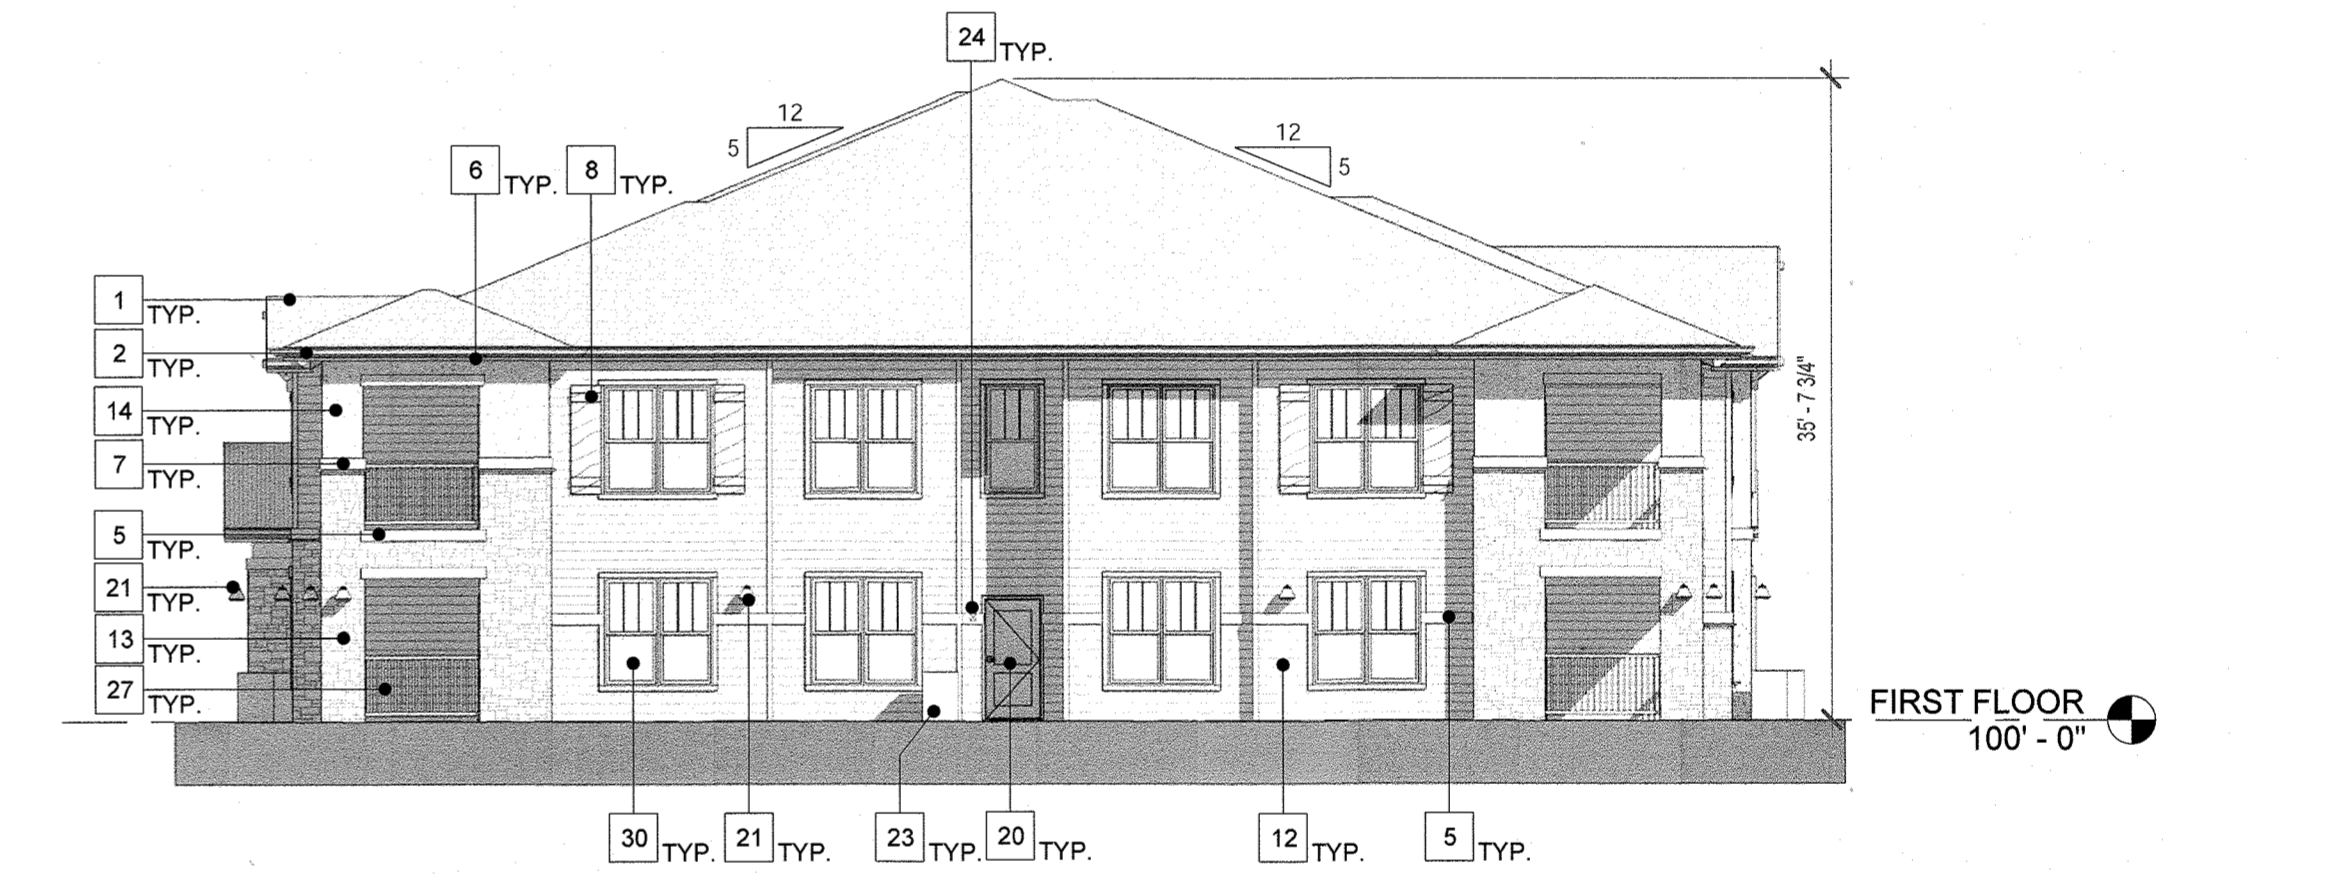 24 TYP.
12
5
12
5
6 TYP.
8 TYP.
1 TYP.
2 TYP.
14 TYP.
7 TYP.
5 TYP.
21 TYP.
13 TYP.
27 TYP.
35' - 7 3/4"
FIRST FLOOR
100' - 0"
30 TYP.
21 TYP.
23 TYP.
20 TYP.
12 TYP.
5 TYP.